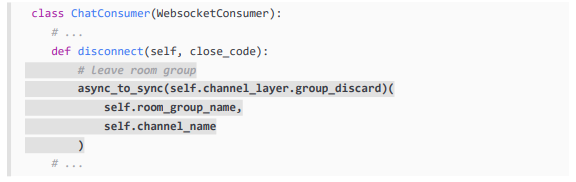 class ChatConsumer(WebsocketConsumer):
    # ...
    def disconnect(self, close_code):
        # Leave room group
        async_to_sync(self.channel_layer.group_discard)(
            self.room_group_name,
            self.channel_name
        )
    # ...